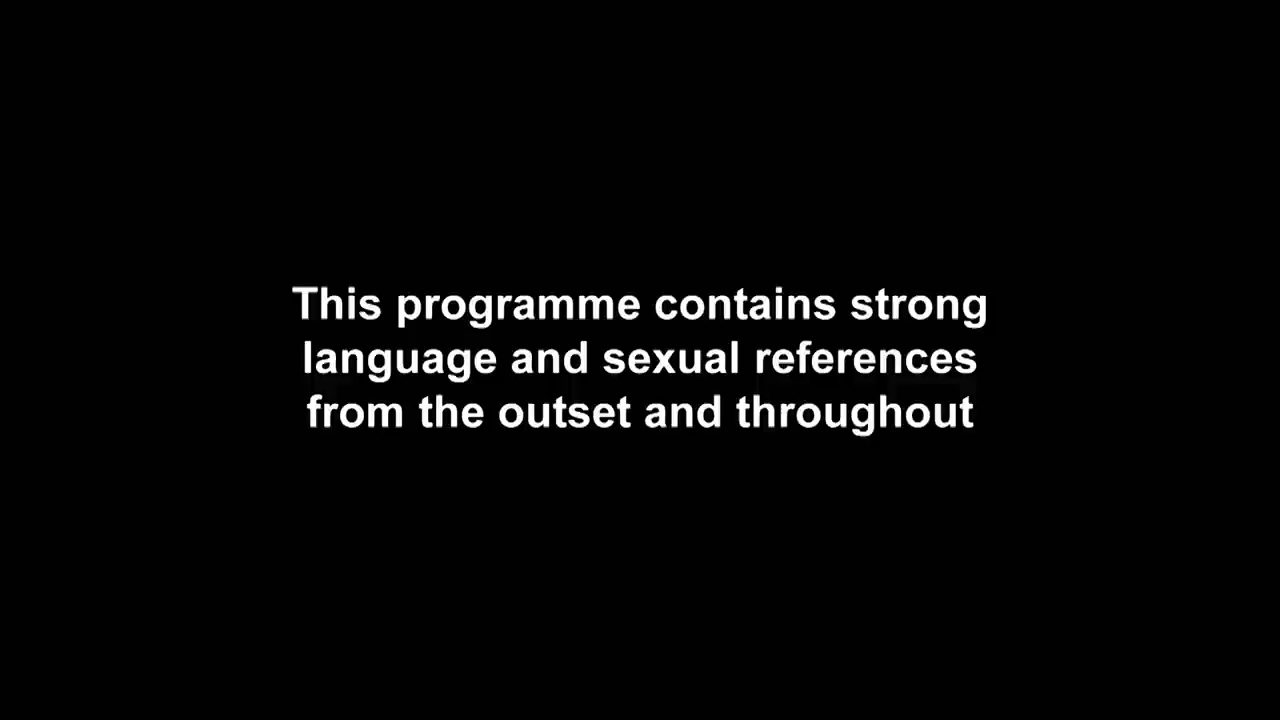 This programme contains strong
language and sexual references
from the outset and throughout